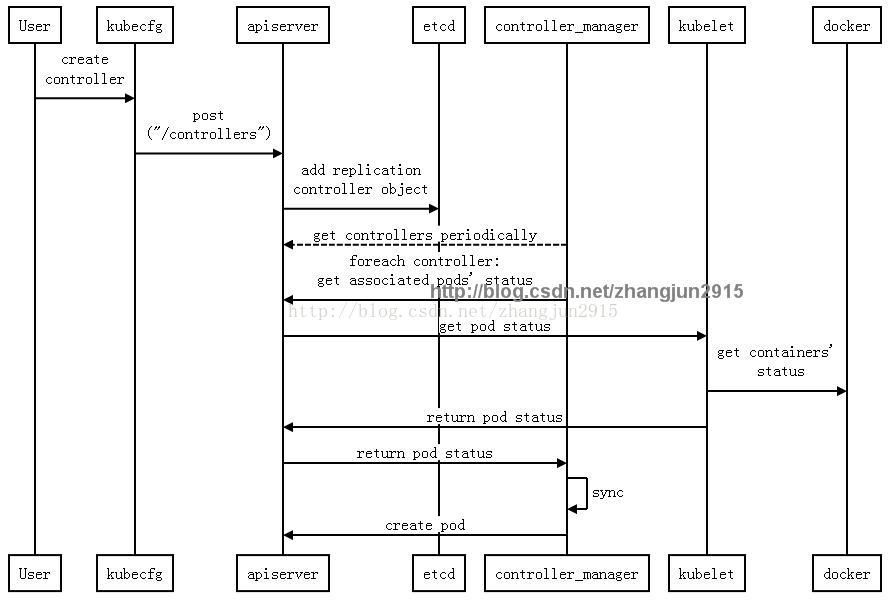 User kubecfg apiserver etcd controller_manager kubelet docker
create
controller
post
("/controllers")
add replication
controller object
get controllers periodically
foreach controller:
get associated pods' status
http://blog.csdn.net/zhangjun2915
http://blog.csdn.net/zhangjun2915
get pod status
get containers'
status
return pod status
return pod status
sync
create pod
User kubecfg apiserver etcd controller_manager kubelet docker